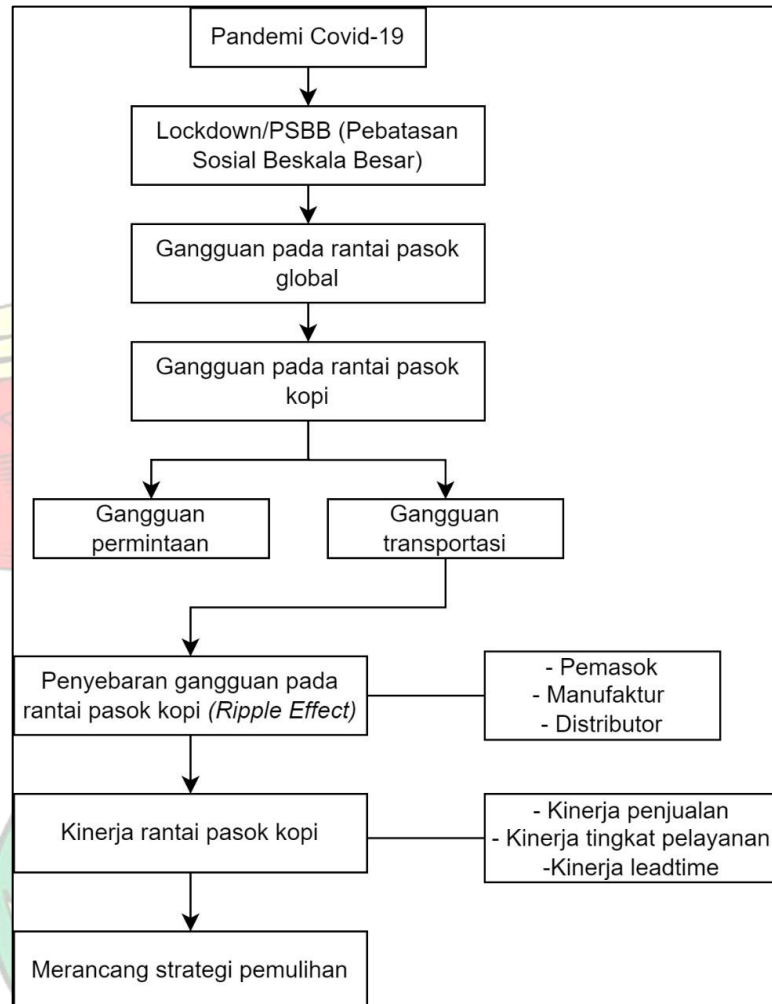 Pandemi Covid-19
Lockdown/PSBB (Pebatasan
Sosial Beskala Besar)
Gangguan pada rantai pasok
global
Gangguan pada rantai pasok
kopi
Gangguan
permintaan
Gangguan
transportasi
Penyebaran gangguan pada
rantai pasok kopi (Ripple Effect)
- Pemasok
- Manufaktur
- Distributor
Kinerja rantai pasok kopi
- Kinerja penjualan
- Kinerja tingkat pelayanan
-Kinerja leadtime
Merancang strategi pemulihan